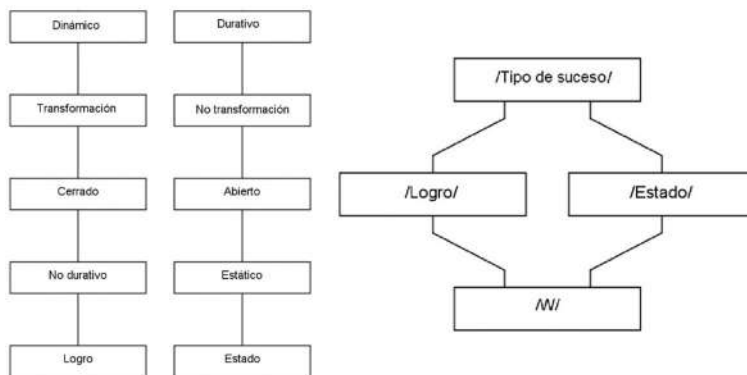 Dinámico
Transformación
Cerrado
No durativo
Logro
Durativo
No transformación
Abierto
Estático
Estado
/Tipo de suceso/
/Logro/
/Estado/
/W/